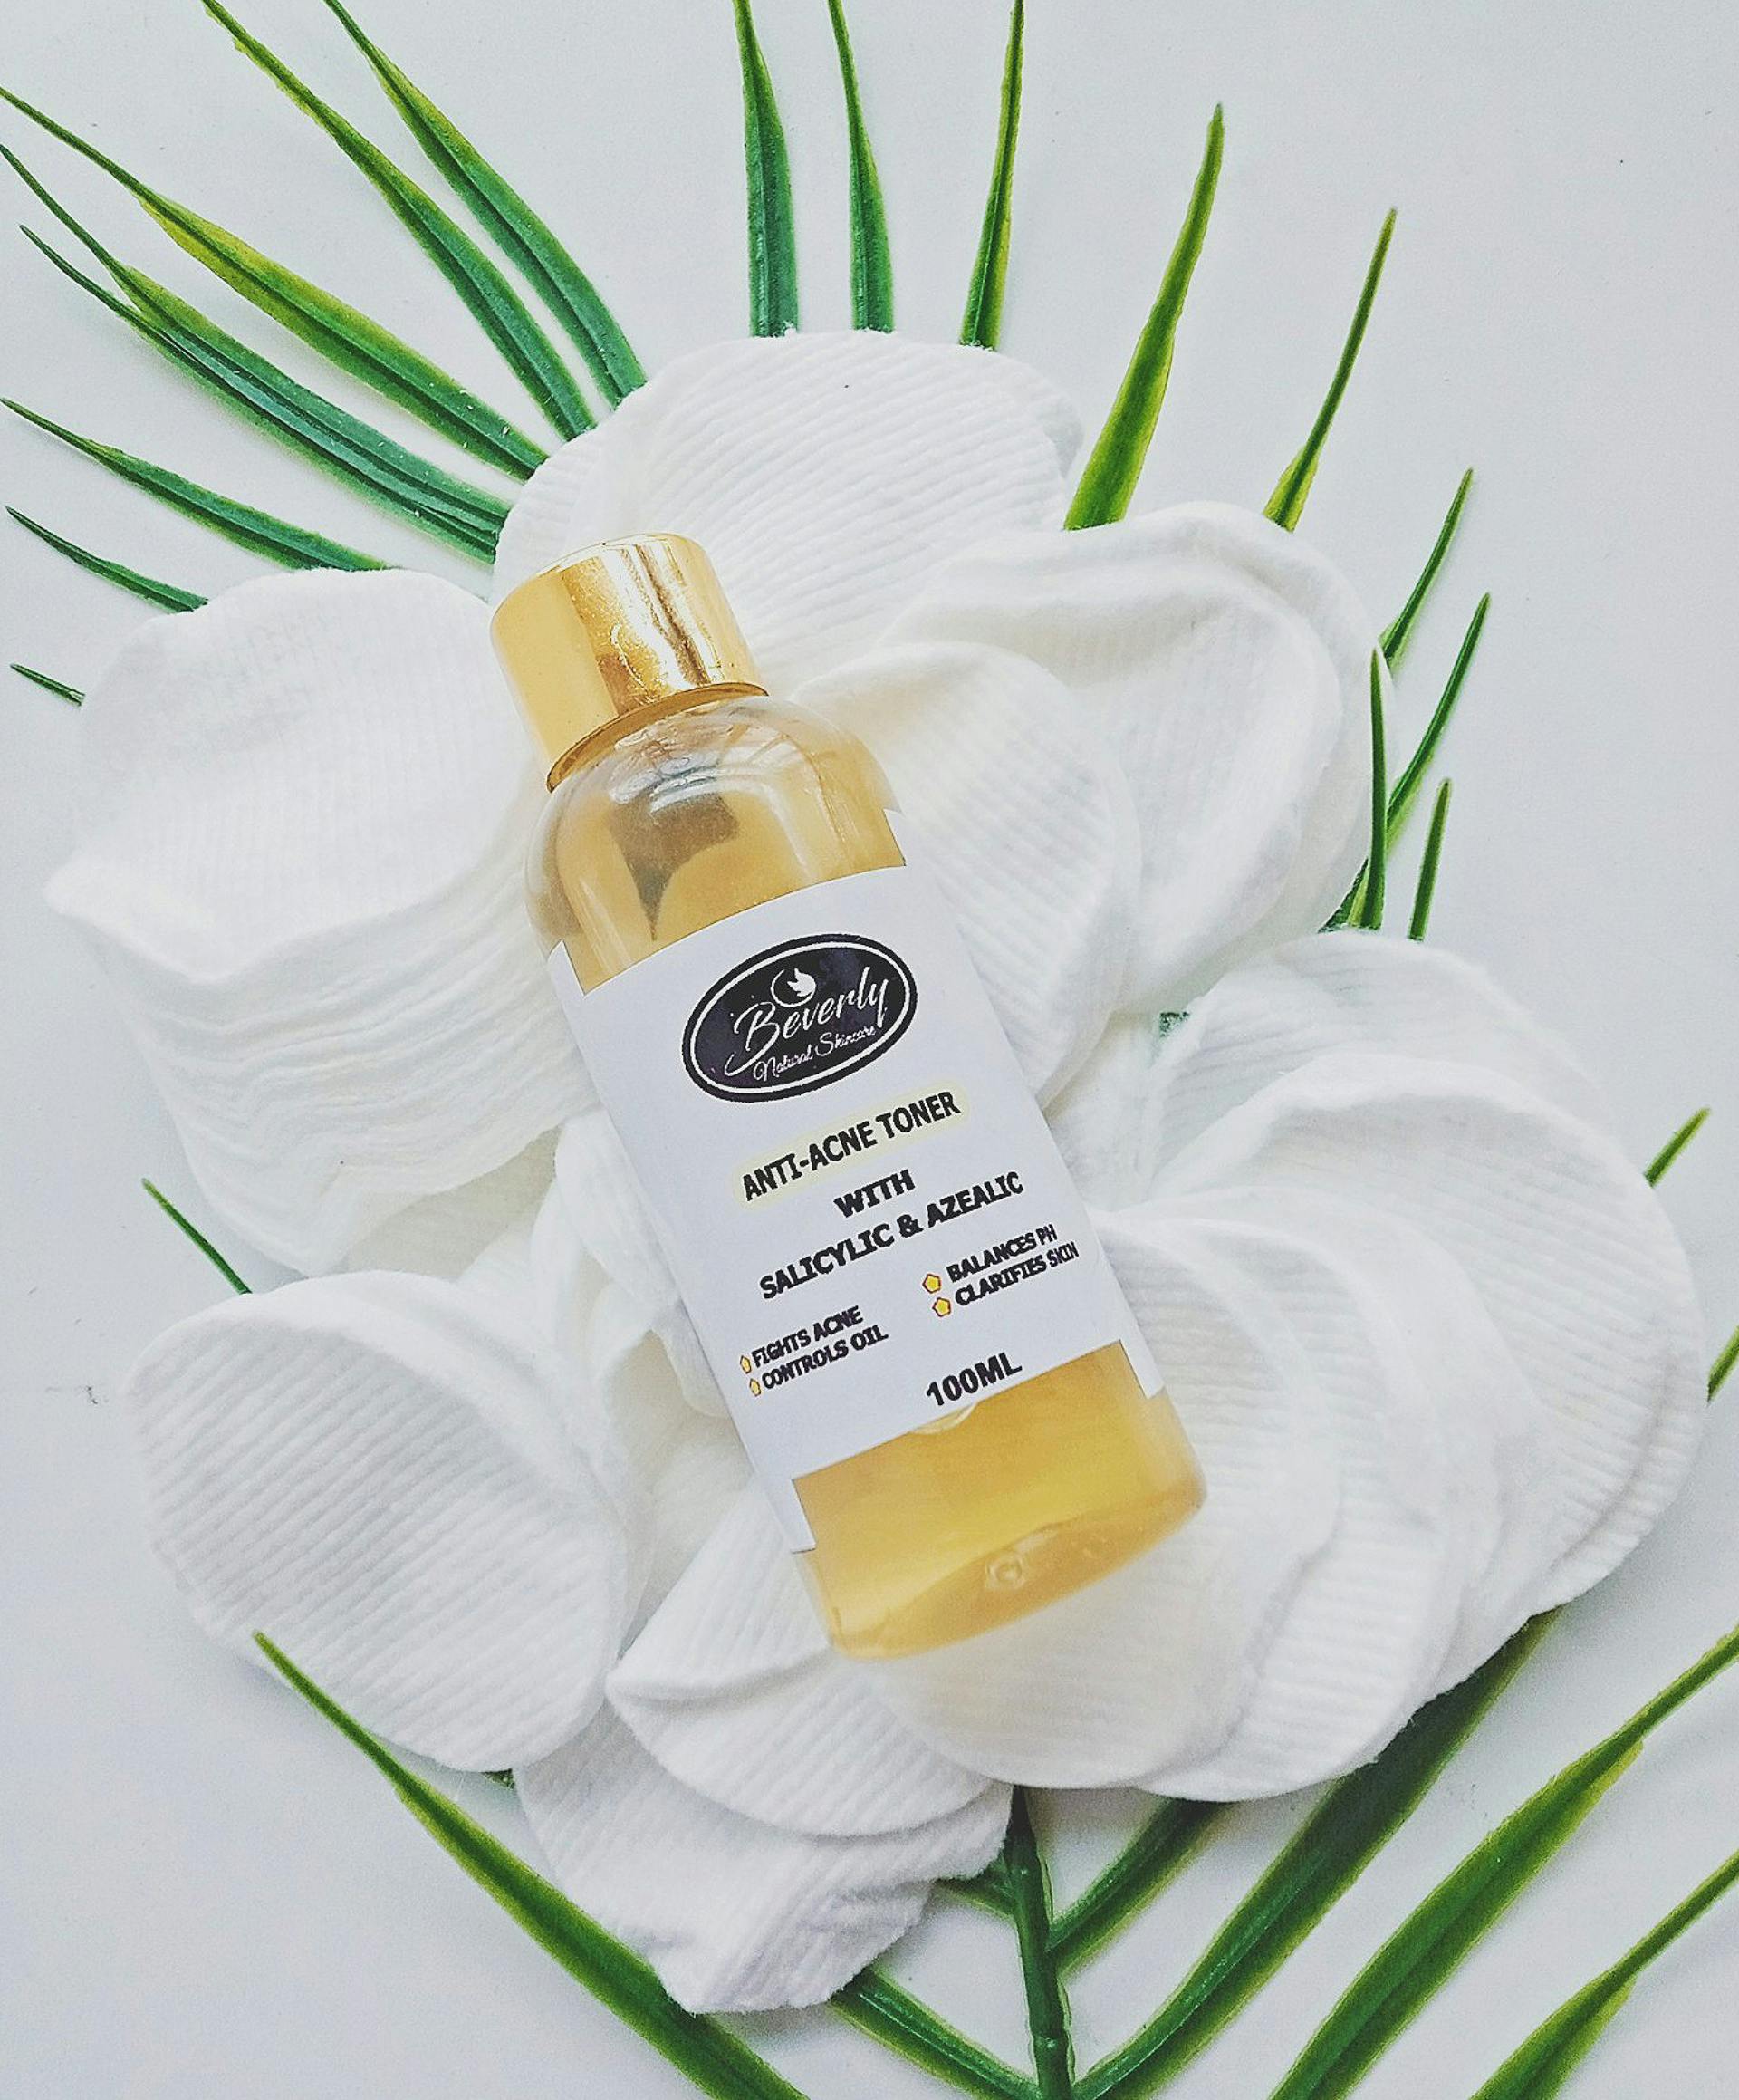 Beverly
Natural Skincare
ANTI-ACNE TONER
WITH
SALICYLIC & AZEALIC
FIGHTS ACNE
CONTROLS OIL
BALANCES PH
CLARIFIES SKIN
100ML